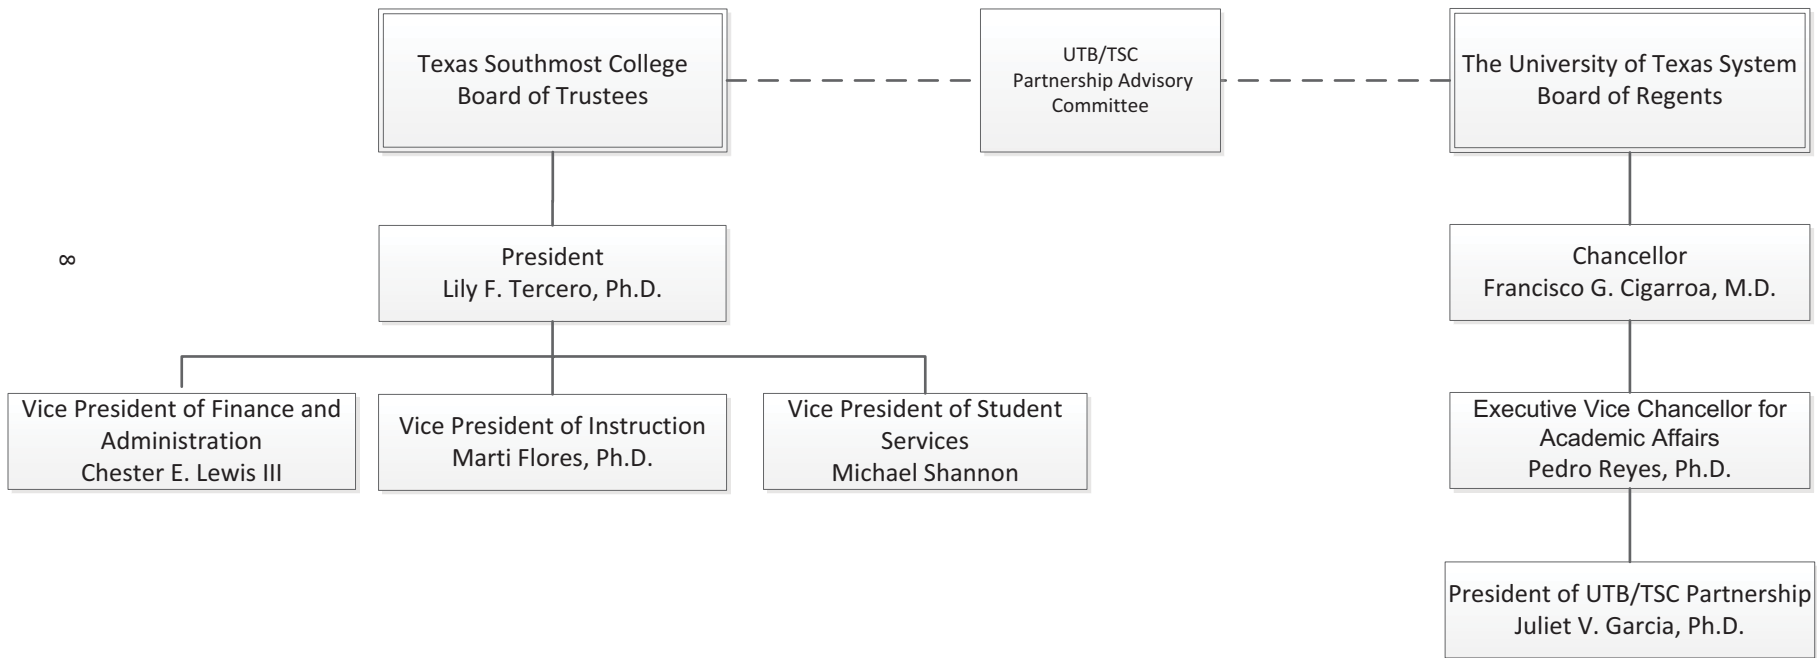 Texas Southmost College
Board of Trustees
UTB/TSC
Partnership Advisory
Committee
The University of Texas System
Board of Regents
∞
President
Lily F. Tercero, Ph.D.
Chancellor
Francisco G. Cigarroa, M.D.
Vice President of Finance and
Administration
Chester E. Lewis III
Vice President of Instruction
Marti Flores, Ph.D.
Vice President of Student
Services
Michael Shannon
Executive Vice Chancellor for
Academic Affairs
Pedro Reyes, Ph.D.
President of UTB/TSC Partnership
Juliet V. Garcia, Ph.D.